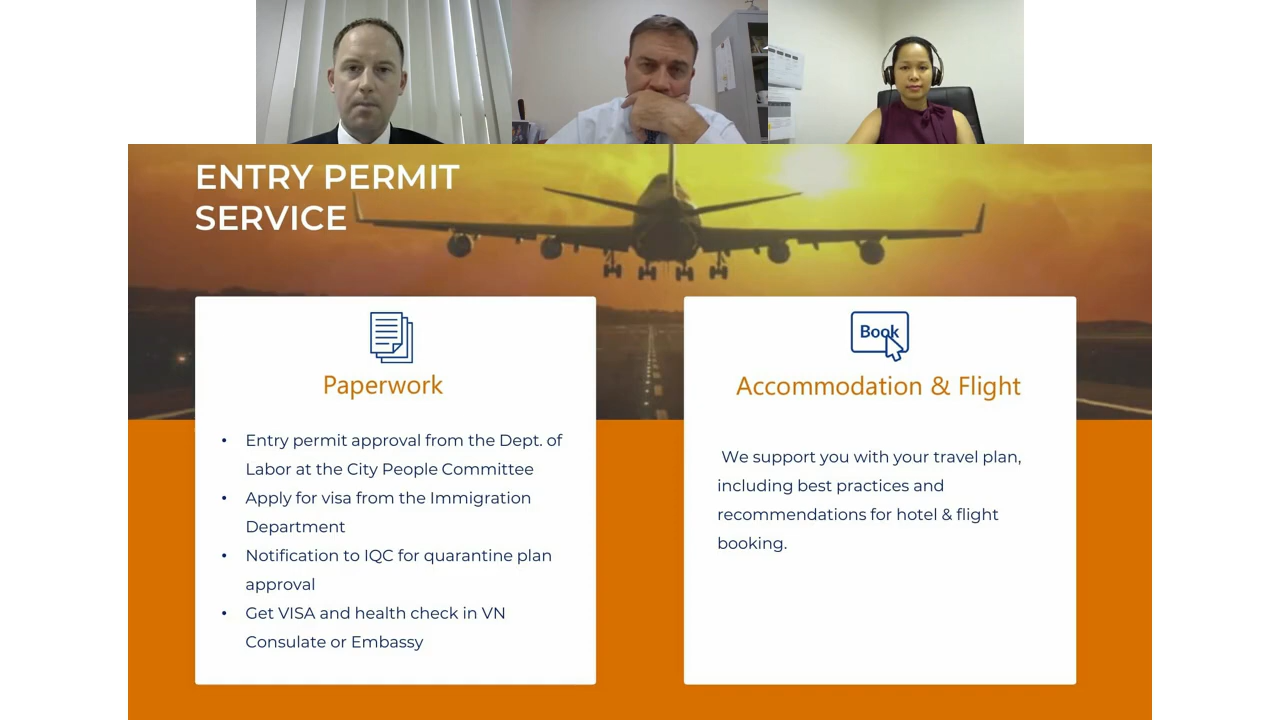 ENTRY PERMIT
SERVICE
Paperwork
• Entry permit approval from the Dept. of
Labor at the City People Committee
• Apply for visa from the Immigration
Department
• Notification to IQC for quarantine plan
approval
• Get VISA and health check in VN
Consulate or Embassy
Book
Accommodation & Flight
We support you with your travel plan,
including best practices and
recommendations for hotel & flight
booking.